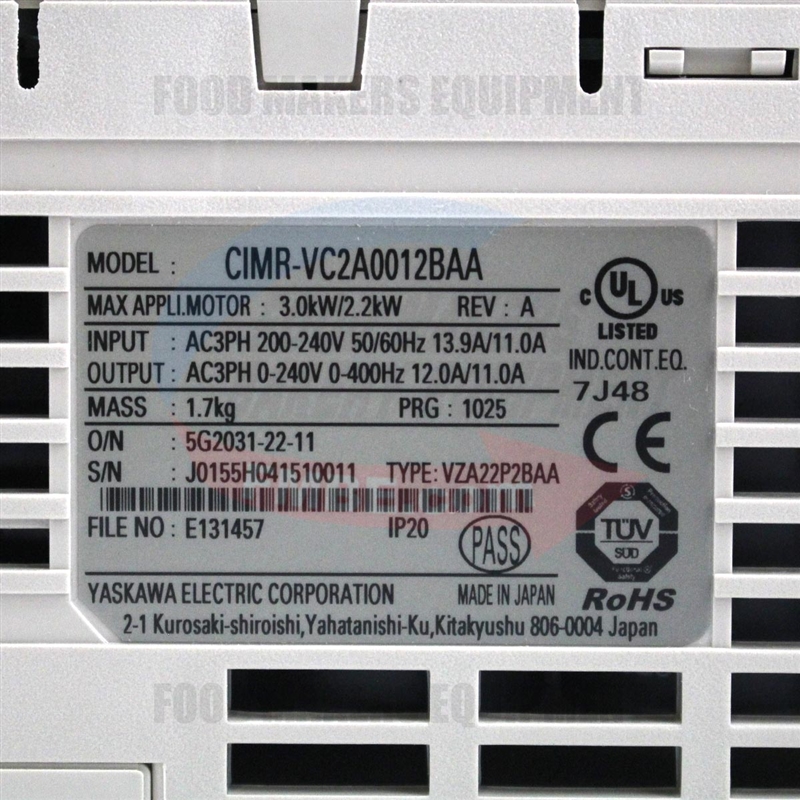 FOOD MAKERS EQUIPMENT
MODEL : CIMR-VC2A0012BAA
MAX APPLI.MOTOR : 3.0kW/2.2kW REV : A
INPUT : AC3PH 200-240V 50/60Hz 13.9A/11.0A
OUTPUT : AC3PH 0-240V 0-400Hz 12.0A/11.0A
MASS : 1.7kg PRG : 1025
O/N : 5G2031-22-11
S/N : J0155H041510011 TYPE: VZA22P2BAA
FILE NO : E131457 IP20
PASS
YASKAWA ELECTRIC CORPORATION MADE IN JAPAN
2-1 Kurosaki-shiroishi,Yahatanishi-Ku,Kitakyushu 806-0004 Japan
C UL US
LISTED
IND.CONT.EQ.
7J48
CE
TÜV
SÜD
RoHS
FOOD MAKERS EQUIPMENT